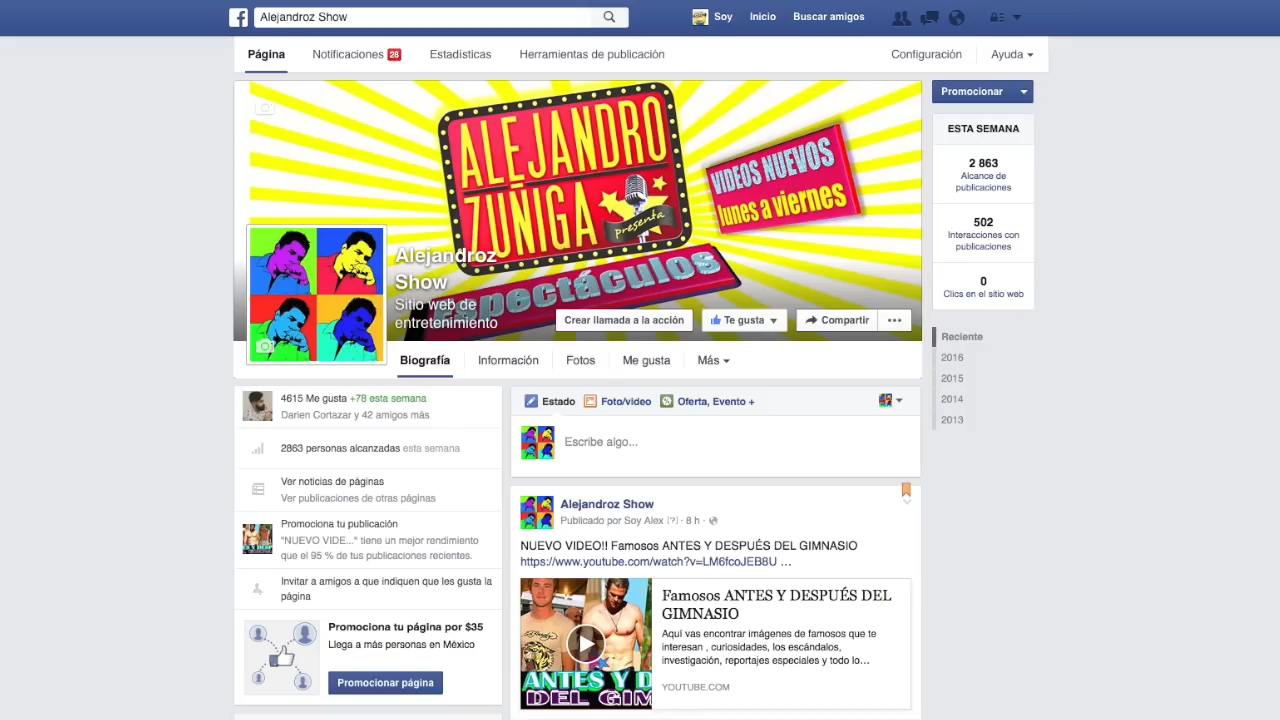 Alejandroz Show
Soy
Inicio
Buscar amigos
Página
Notificaciones 28
Estadísticas
Herramientas de publicación
Configuración
Ayuda
ALEJANDRO
ZUÑIGA
presenta
Espectáculos
VIDEOS NUEVOS
lunes a viernes
Alejandroz
Show
Sitio web de
entretenimiento
Crear llamada a la acción
Te gusta
Compartir
Promocionar
ESTA SEMANA
2 863
Alcance de
publicaciones
502
Interacciones con
publicaciones
0
Clics en el sitio web
Reciente
2016
2015
2014
2013
Biografía
Información
Fotos
Me gusta
Más
4615 Me gusta +78 esta semana
Darien Cortazar y 42 amigos más
2863 personas alcanzadas esta semana
Ver noticias de páginas
Ver publicaciones de otras páginas
Promociona tu publicación
"NUEVO VIDE..." tiene un mejor rendimiento
que el 95 % de tus publicaciones recientes.
Invitar a amigos a que indiquen que les gusta la
página
Promociona tu página por $35
Llega a más personas en México
Promocionar página
Estado
Foto/video
Oferta, Evento +
Escribe algo...
Alejandroz Show
Publicado por Soy Alex [?] · 8 h ·
NUEVO VIDEO!! Famosos ANTES Y DESPUÉS DEL GIMNASIO
https://www.youtube.com/watch?v=LM6fcoJEB8U ...
ANTES Y D
DEL GIM
Famosos ANTES Y DESPUÉS DEL
GIMNASIO
Aquí vas encontrar imágenes de famosos que te
interesan , curiosidades, los escándalos,
investigación, reportajes especiales y todo lo...
YOUTUBE.COM